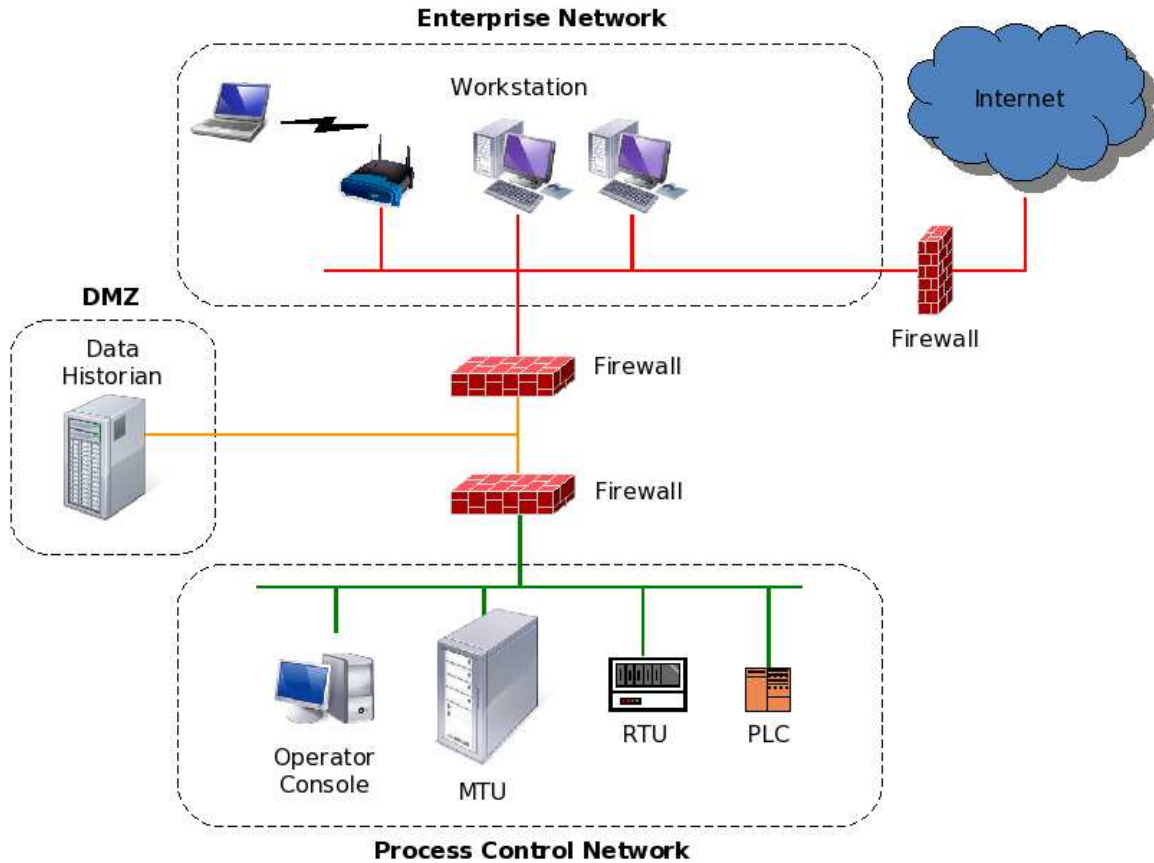 Enterprise Network
Workstation
Internet
Firewall
DMZ
Data
Historian
Firewall
Firewall
Operator
Console
MTU
RTU
PLC
Process Control Network